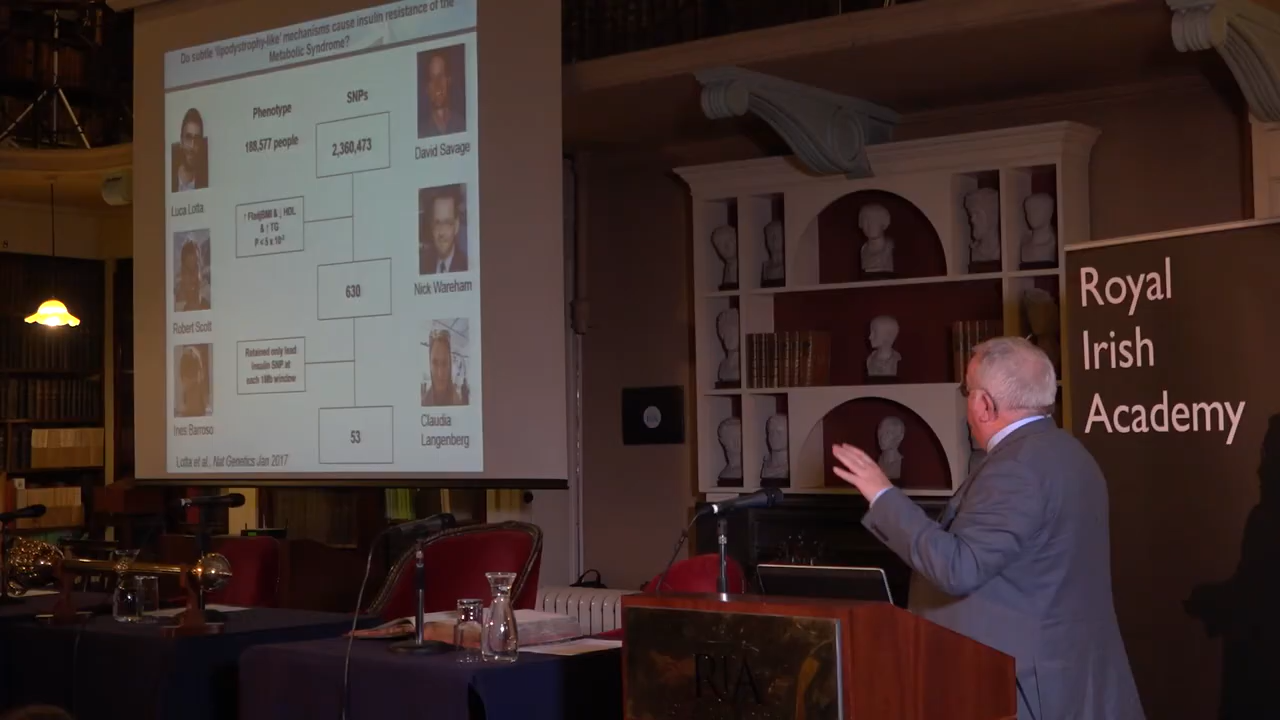 Do subtle 'lipodystrophy-like' mechanisms cause insulin resistance of the
Metabolic Syndrome?
Phenotype
188,577 people
SNPs
2,360,473
David Savage
Luca Lotta
& ↓ HDL
& ↑ TG
630
Nick Wareham
Robert Scott
Retained only lead
insulin SNP at
each 1Mb window
53
Ines Barroso
Claudia
Langenberg
Lotta et al., Nat Genetics Jan 2017
Royal
Irish
Academy
RIA